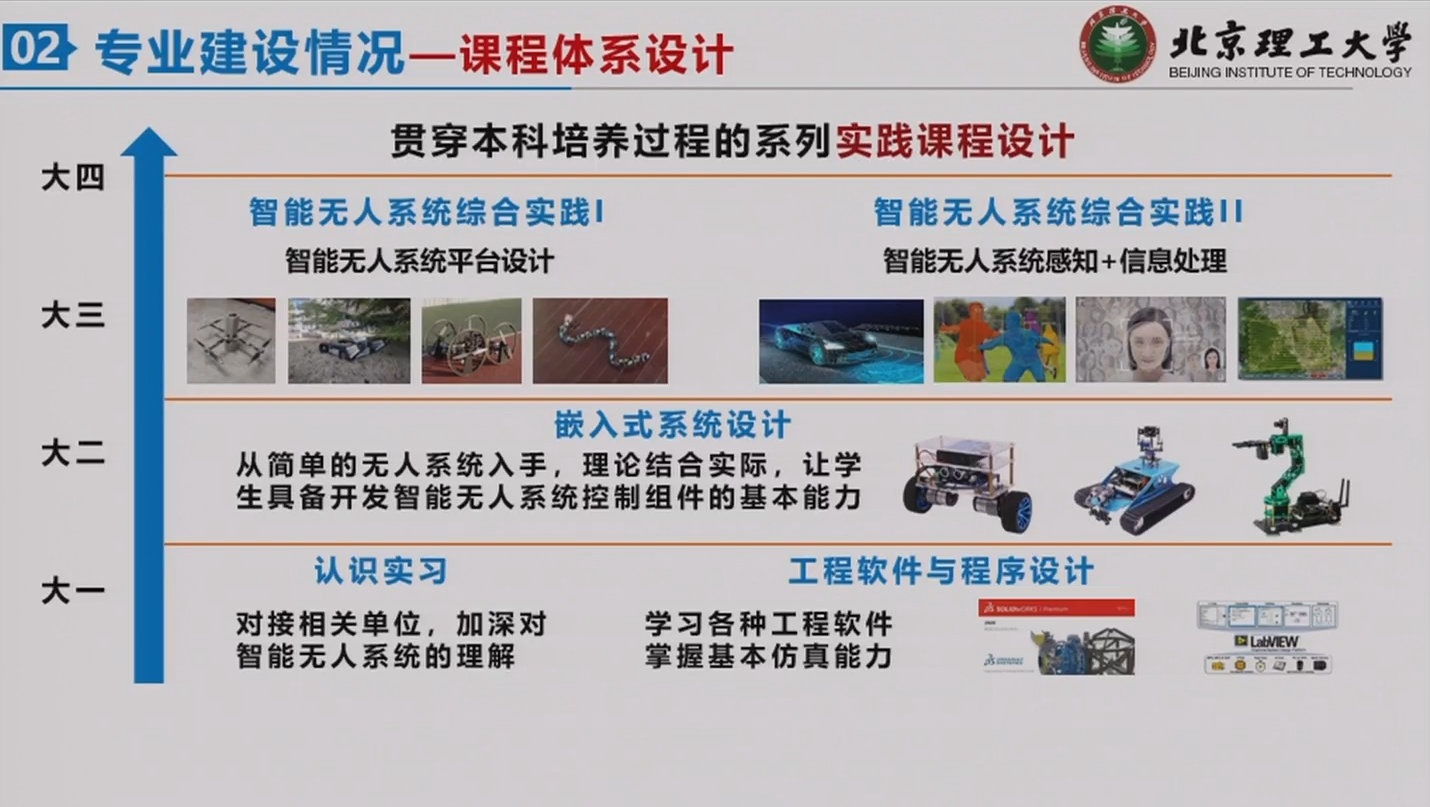 02 专业建设情况—课程体系设计
北京理工大学
BEIJING INSTITUTE OF TECHNOLOGY
贯穿本科培养过程的系列实践课程设计
大四
智能无人系统综合实践I
智能无人系统综合实践II
智能无人系统平台设计
智能无人系统感知+信息处理
大三
嵌入式系统设计
大二
从简单的无人系统入手，理论结合实际，让学
生具备开发智能无人系统控制组件的基本能力
认识实习
工程软件与程序设计
大一
对接相关单位，加深对
智能无人系统的理解
学习各种工程软件
掌握基本仿真能力
SOLIDWORKS | Premium
LabVIEW